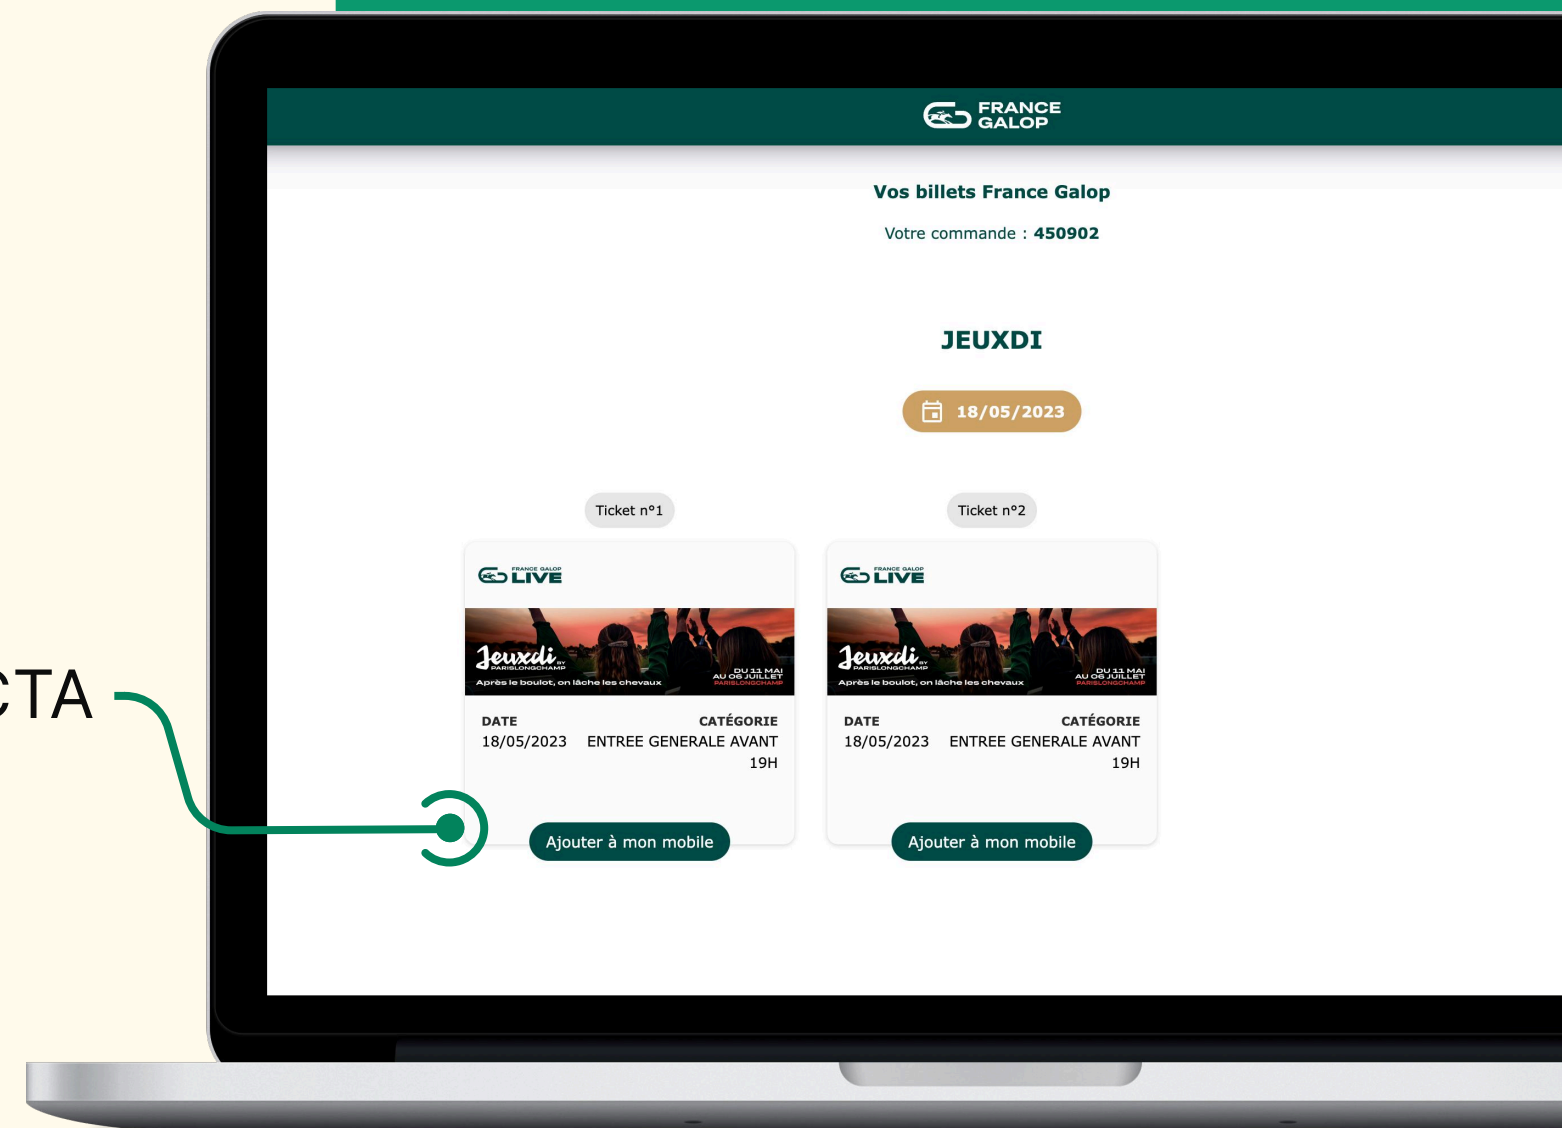 FRANCE
GALOP
Vos billets France Galop
Votre commande : 450902
JEUXDI
18/05/2023
Ticket n°1
Ticket n°2
FRANCE GALOP
LIVE
FRANCE GALOP
LIVE
Jeuxdi BY
PARISLONGCHAMP
Après le boulot, on lâche les chevaux
DU 11 MAI
AU 06 JUILLET
PARISLONGCHAMP
Jeuxdi BY
PARISLONGCHAMP
Après le boulot, on lâche les chevaux
DU 11 MAI
AU 06 JUILLET
PARISLONGCHAMP
CTA
DATE
18/05/2023
CATÉGORIE
ENTREE GENERALE AVANT
19H
DATE
18/05/2023
CATÉGORIE
ENTREE GENERALE AVANT
19H
Ajouter à mon mobile
Ajouter à mon mobile